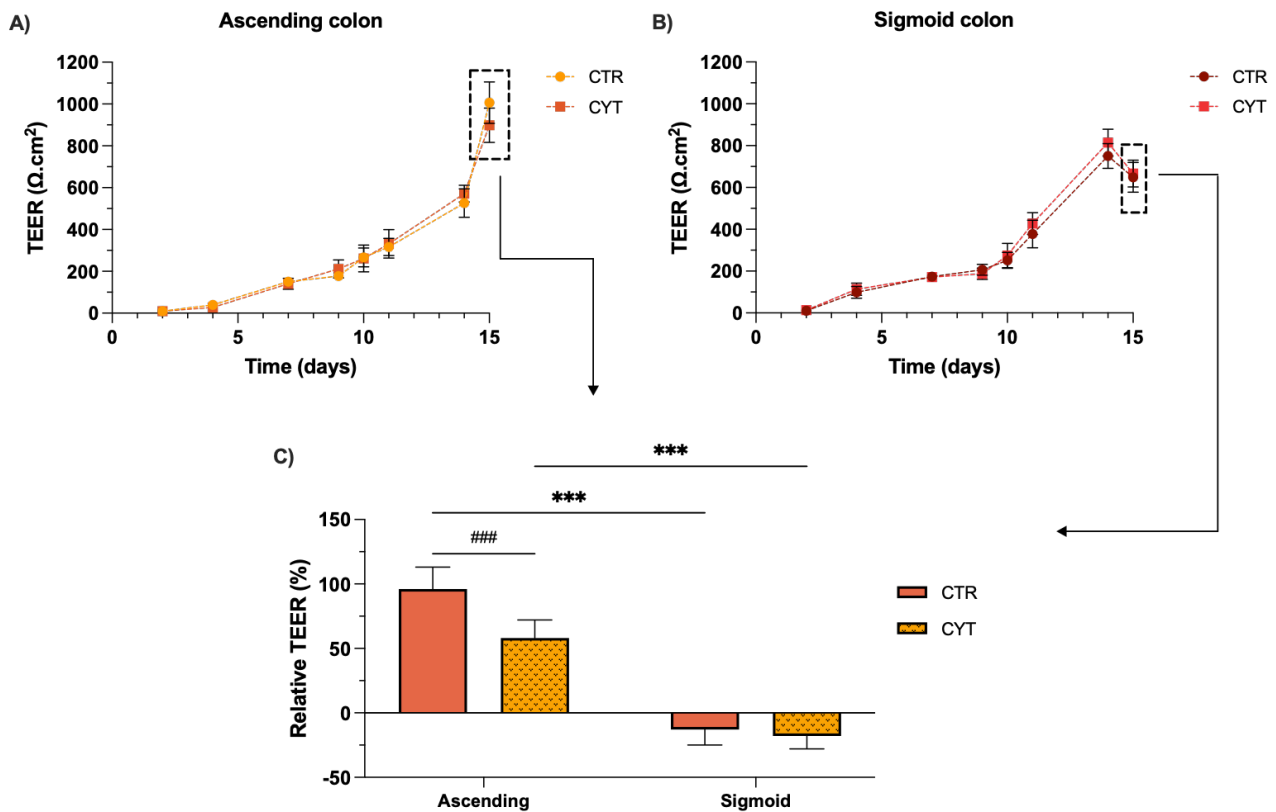 A)
Ascending colon
1200
1000
800
600
400
200
0
TEER (Ω.cm²)
0
5
10
15
Time (days)
CTR
CYT
B)
Sigmoid colon
1200
1000
800
600
400
200
0
TEER (Ω.cm²)
0
5
10
15
Time (days)
CTR
CYT
C)
***
***
###
150
100
50
0
-50
Relative TEER (%)
Ascending
Sigmoid
CTR
CYT